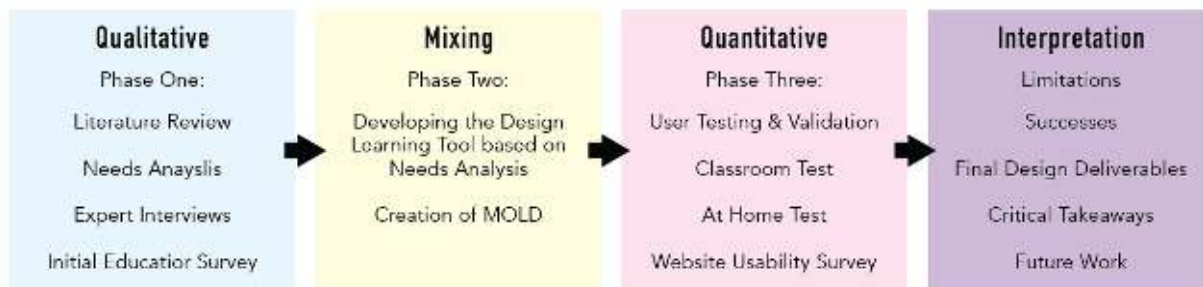 Qualitative
Phase One:
Literature Review
Needs Anayslis
Expert Interviews
Initial Educatior Survey
Mixing
Phase Two:
Developing the Design
Learning Tool based on
Needs Analysis
Creation of MOLD
Quantitative
Phase Three:
User Testing & Validation
Classroom Test
At Home Test
Website Usability Survey
Interpretation
Limitations
Successes
Final Design Deliverables
Critical Takeaways
Future Work